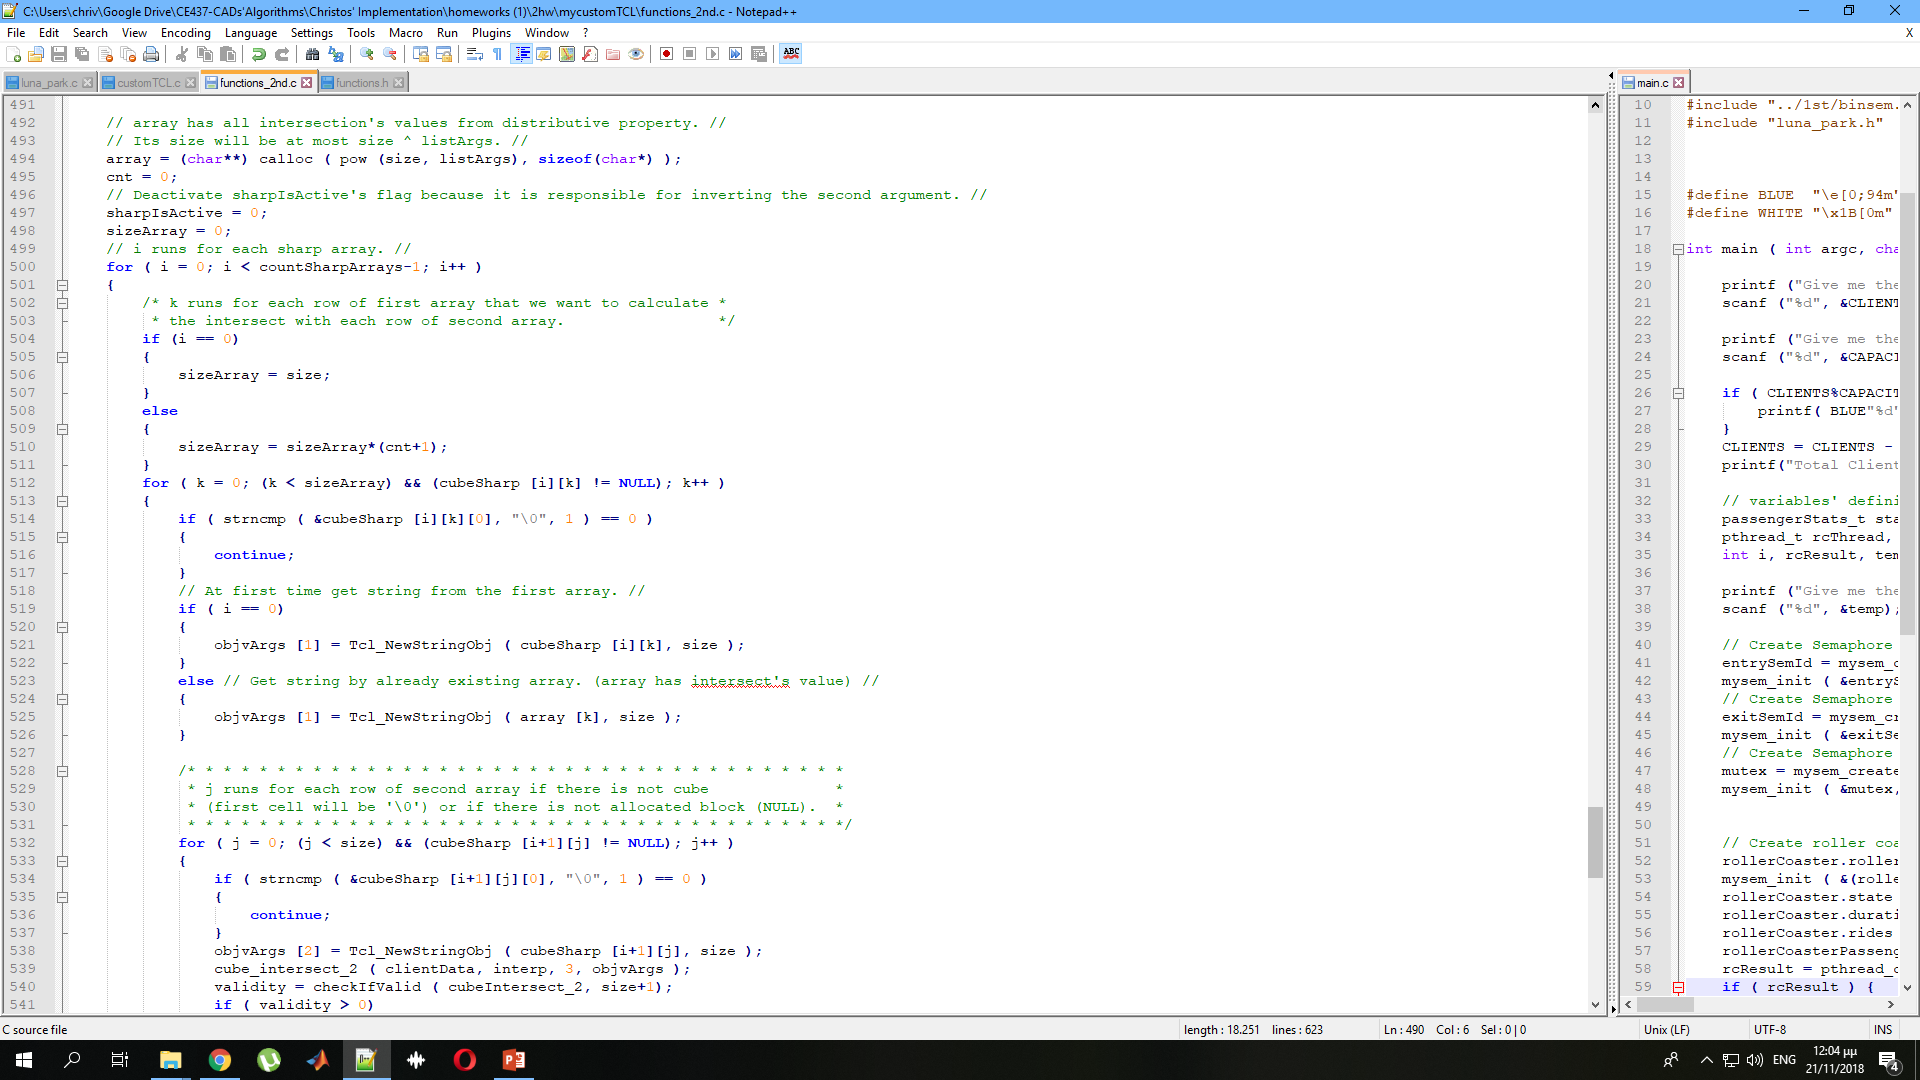 C:\Users\chriv\Google Drive\CE437-CADs'Algorithms\Christos' Implementation\homeworks (1)\2hw\mycustomTCL\functions_2nd.c - Notepad++
File Edit Search View Encoding Language Settings Tools Macro Run Plugins Window ? X
luna_park.c customTCL.c functions_2nd.c functions.h
491
492 // array has all intersection's values from distributive property. //
493 // Its size will be at most size ^ listArgs. //
494 array = (char**) calloc ( pow (size, listArgs), sizeof(char*) );
495 cnt = 0;
496 // Deactivate sharpIsActive's flag because it is responsible for inverting the second argument. //
497 sharpIsActive = 0;
498 sizeArray = 0;
499 // i runs for each sharp array. //
500 for ( i = 0; i < countSharpArrays-1; i++ )
501 {
502 /* k runs for each row of first array that we want to calculate *
503 * the intersect with each row of second array. */
504 if (i == 0)
505 {
506 sizeArray = size;
507 }
508 else
509 {
510 sizeArray = sizeArray*(cnt+1);
511 }
512 for ( k = 0; (k < sizeArray) && (cubeSharp [i][k] != NULL); k++ )
513 {
514 if ( strncmp ( &cubeSharp [i][k][0], "\0", 1 ) == 0 )
515 {
516 continue;
517 }
518 // At first time get string from the first array. //
519 if ( i == 0)
520 {
521 objvArgs [1] = Tcl_NewStringObj ( cubeSharp [i][k], size );
522 }
523 else // Get string by already existing array. (array has intersect's value) //
524 {
525 objvArgs [1] = Tcl_NewStringObj ( array [k], size );
526 }
527
528 /* * * * * * * * * * * * * * * * * * * * * * * * * * * * * * * * * * * * *
529 * j runs for each row of second array if there is not cube *
530 * (first cell will be '\0') or if there is not allocated block (NULL). *
531 * * * * * * * * * * * * * * * * * * * * * * * * * * * * * * * * * * * * */
532 for ( j = 0; (j < size) && (cubeSharp [i+1][j] != NULL); j++ )
533 {
534 if ( strncmp ( &cubeSharp [i+1][j][0], "\0", 1 ) == 0 )
535 {
536 continue;
537 }
538 objvArgs [2] = Tcl_NewStringObj ( cubeSharp [i+1][j], size );
539 cube_intersect_2 ( clientData, interp, 3, objvArgs );
540 validity = checkIfValid ( cubeIntersect_2, size+1);
541 if ( validity > 0)
main.c
10 #include "../1st/binsem.
11 #include "luna_park.h"
12
13
14
15 #define BLUE "\e[0;94m"
16 #define WHITE "\x1B[0m"
17
18 int main ( int argc, cha
19
20 printf ("Give me the
21 scanf ("%d", &CLIENT
22
23 printf ("Give me the
24 scanf ("%d", &CAPACI
25
26 if ( CLIENTS%CAPACIT
27 printf( BLUE"%d"
28 }
29 CLIENTS = CLIENTS -
30 printf("Total Client
31
32 // variables' defini
33 passengerStats_t sta
34 pthread_t rcThread,
35 int i, rcResult, tem
36
37 printf ("Give me the
38 scanf ("%d", &temp);
39
40 // Create Semaphore
41 entrySemId = mysem_c
42 mysem_init ( &entryS
43 // Create Semaphore
44 exitSemId = mysem_cr
45 mysem_init ( &exitSe
46 // Create Semaphore
47 mutex = mysem_create
48 mysem_init ( &mutex,
49
50
51 // Create roller coa
52 rollerCoaster.roller
53 mysem_init ( &(rolle
54 rollerCoaster.state
55 rollerCoaster.durati
56 rollerCoaster.rides
57 rollerCoasterPasseng
58 rcResult = pthread_c
59 if ( rcResult ) {
C source file length : 18.251 lines : 623 Ln : 490 Col : 6 Sel : 0 | 0 Unix (LF) UTF-8 INS
ENG
12:04 μμ
21/11/2018
4